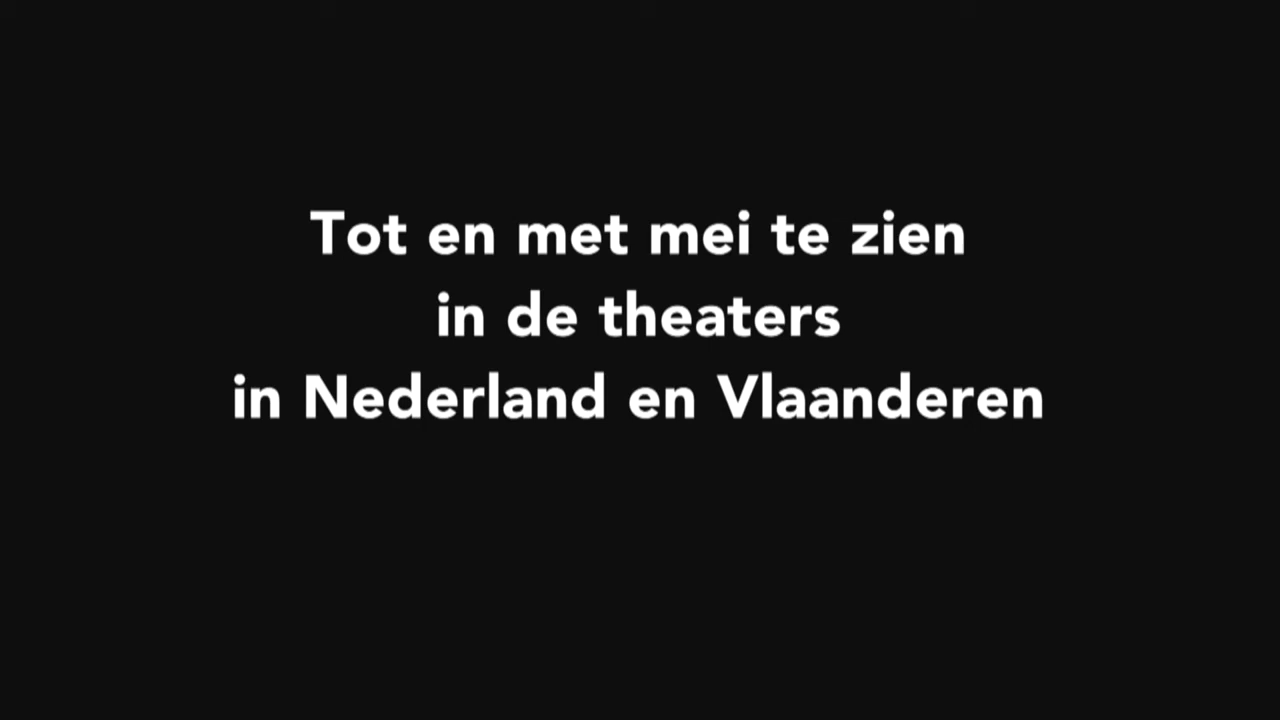 Tot en met mei te zien
in de theaters
in Nederland en Vlaanderen